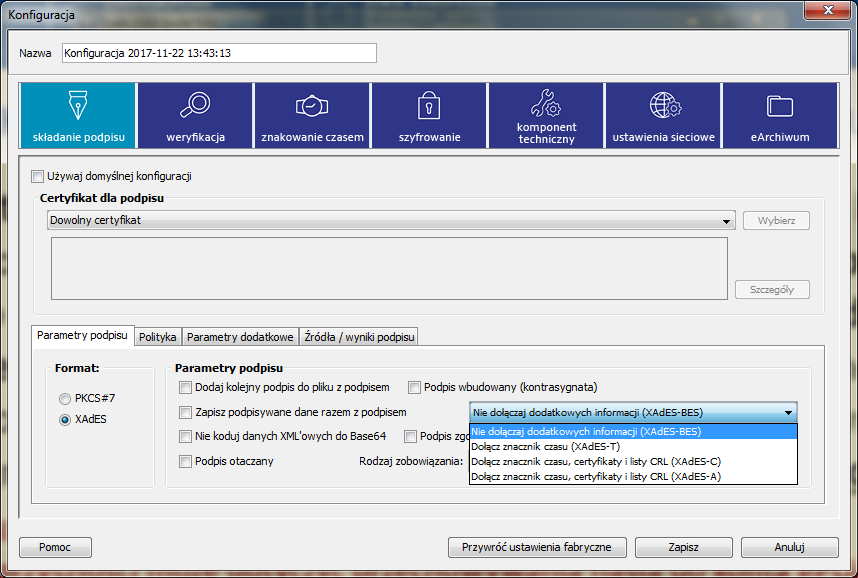 Konfiguracja
Nazwa Konfiguracja 2017-11-22 13:43:13
składanie podpisu
weryfikacja
znakowanie czasem
szyfrowanie
komponent
techniczny
ustawienia sieciowe
eArchiwum
Używaj domyślnej konfiguracji
Certyfikat dla podpisu
Dowolny certyfikat
Wybierz
Szczegóły
Parametry podpisu
Polityka
Parametry dodatkowe
Źródła / wyniki podpisu
Format:
PKCS#7
XAdES
Parametry podpisu
Dodaj kolejny podpis do pliku z podpisem
Podpis wbudowany (kontrasygnata)
Zapisz podpisywane dane razem z podpisem
Nie dołączaj dodatkowych informacji (XAdES-BES)
Nie koduj danych XML'owych do Base64
Podpis
Podpis otaczany
Rodzaj zobowiązania:
Nie dołączaj dodatkowych informacji (XAdES-BES)
Dołącz znacznik czasu (XAdES-T)
Dołącz znacznik czasu, certyfikaty i listy CRL (XAdES-C)
Dołącz znacznik czasu, certyfikaty i listy CRL (XAdES-A)
Pomoc
Przywróć ustawienia fabryczne
Zapisz
Anuluj